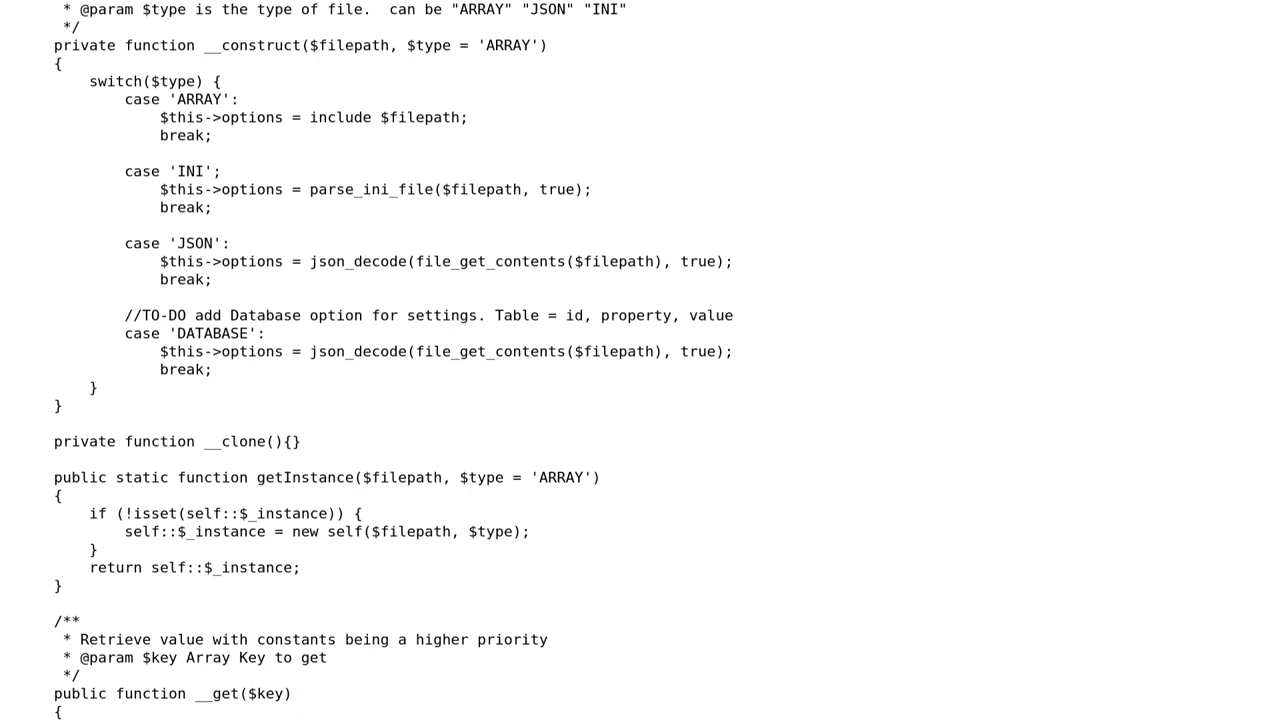 * @param $type is the type of file.  can be "ARRAY" "JSON" "INI"
 */
private function __construct($filepath, $type = 'ARRAY')
{
    switch($type) {
        case 'ARRAY':
            $this->options = include $filepath;
            break;

        case 'INI';
            $this->options = parse_ini_file($filepath, true);
            break;

        case 'JSON':
            $this->options = json_decode(file_get_contents($filepath), true);
            break;

        //TO-DO add Database option for settings. Table = id, property, value
        case 'DATABASE':
            $this->options = json_decode(file_get_contents($filepath), true);
            break;
    }
}

private function __clone(){}

public static function getInstance($filepath, $type = 'ARRAY')
{
    if (!isset(self::$_instance)) {
        self::$_instance = new self($filepath, $type);
    }
    return self::$_instance;
}

/**
 * Retrieve value with constants being a higher priority
 * @param $key Array Key to get
 */
public function __get($key)
{